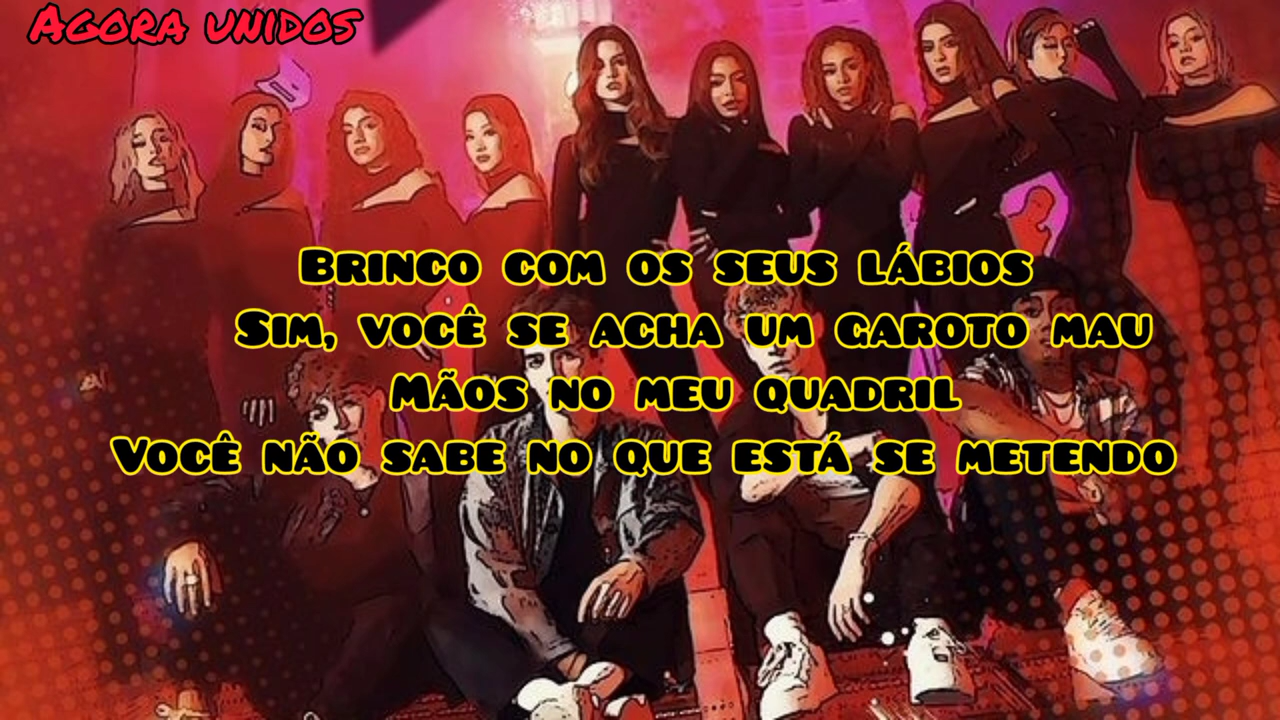 Agora unidos
Brinco com os seus lábios
Sim, você se acha um garoto mau
Mãos no meu quadril
Você não sabe no que está se metendo